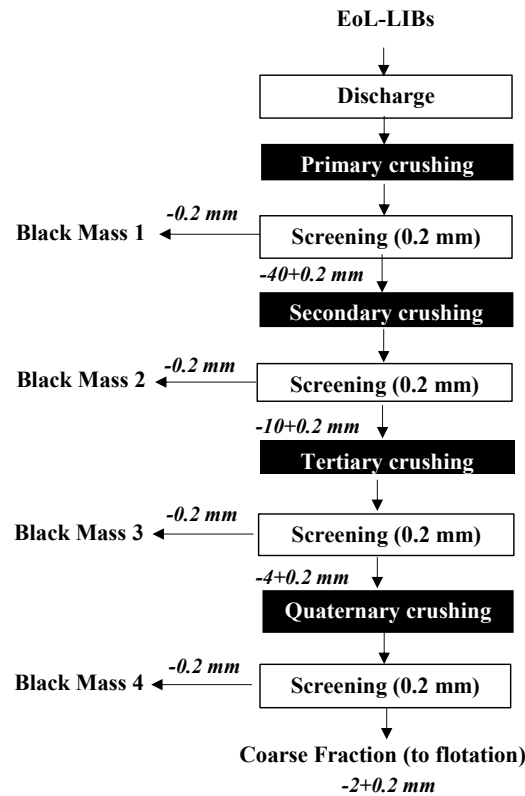 EoL-LIBs
Discharge
Primary crushing
-0.2 mm
Black Mass 1
Screening (0.2 mm)
-40+0.2 mm
Secondary crushing
-0.2 mm
Black Mass 2
Screening (0.2 mm)
-10+0.2 mm
Tertiary crushing
-0.2 mm
Black Mass 3
Screening (0.2 mm)
-4+0.2 mm
Quaternary crushing
-0.2 mm
Black Mass 4
Screening (0.2 mm)
Coarse Fraction (to flotation)
-2+0.2 mm